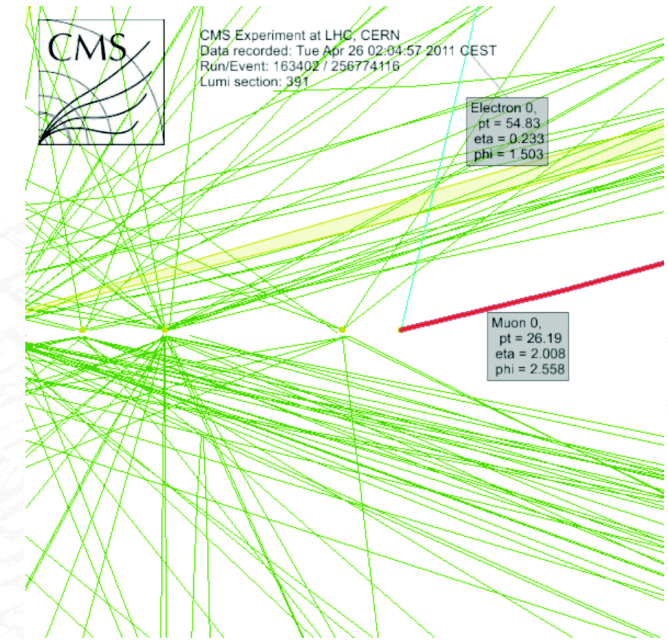 CMS
CMS Experiment at LHC, CERN
Data recorded: Tue Apr 26 02:04:57 2011 CEST
Run/Event: 163402 / 256774116
Lumi section: 391
Electron 0,
pt = 54.83
eta = 0.233
phi = 1.503
Muon 0,
pt = 26.19
eta = 2.008
phi = 2.558